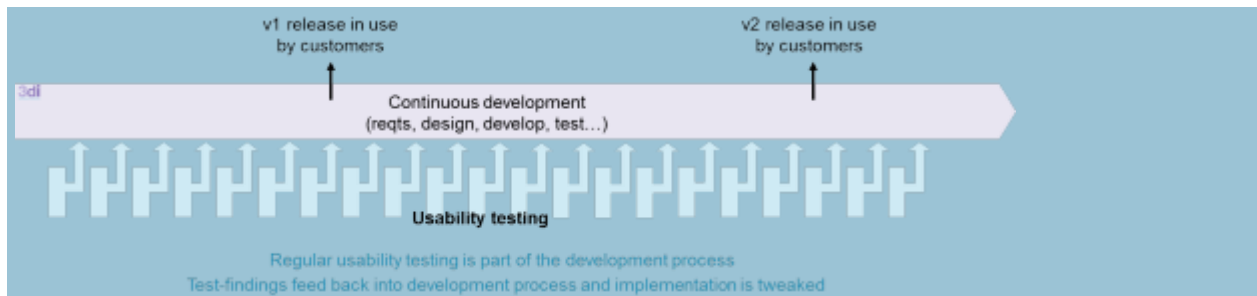 v1 release in use
by customers
v2 release in use
by customers
3di
Continuous development
(reqts, design, develop, test…)
Usability testing
Regular usability testing is part of the development process
Test-findings feed back into development process and implementation is tweaked